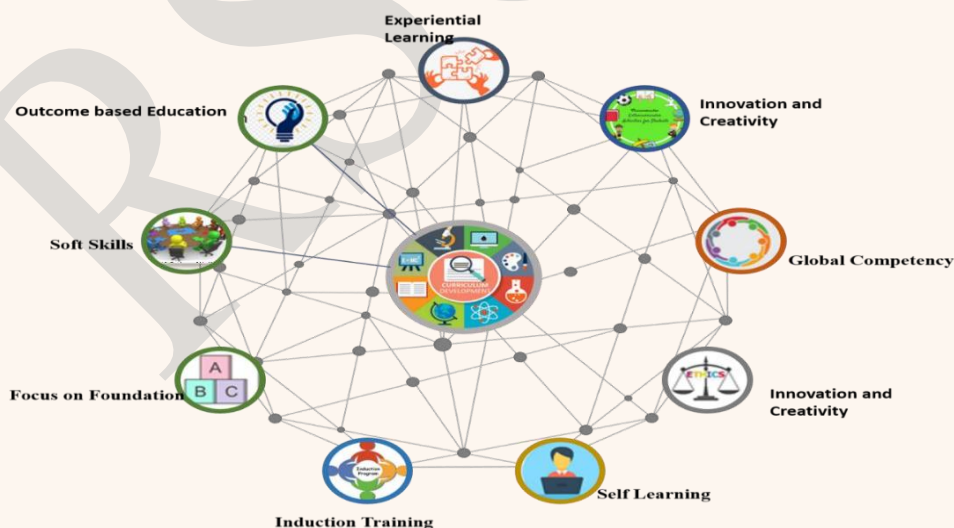 Experiential
Learning
Outcome based Education
Innovation and
Creativity
Soft Skills
Global Competency
CURRICULUM
DEVELOPMENT
A
B C
Focus on Foundation
ETHICS
Innovation and
Creativity
Induction
Program
Self Learning
Induction Training